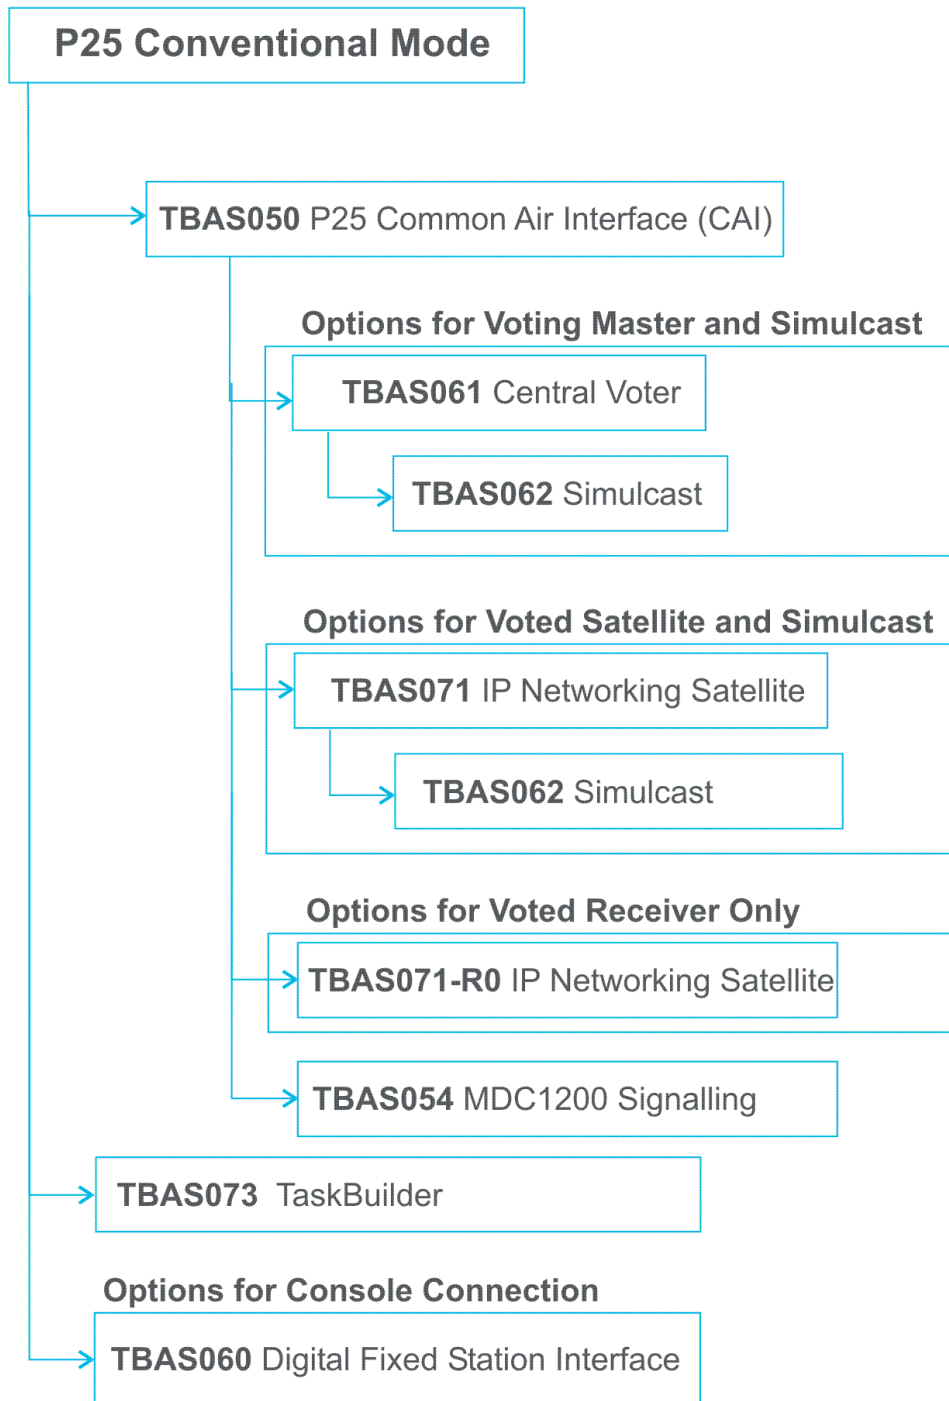 P25 Conventional Mode
TBAS050 P25 Common Air Interface (CAI)
Options for Voting Master and Simulcast
TBAS061 Central Voter
TBAS062 Simulcast
Options for Voted Satellite and Simulcast
TBAS071 IP Networking Satellite
TBAS062 Simulcast
Options for Voted Receiver Only
TBAS071-R0 IP Networking Satellite
TBAS054 MDC1200 Signalling
TBAS073 TaskBuilder
Options for Console Connection
TBAS060 Digital Fixed Station Interface